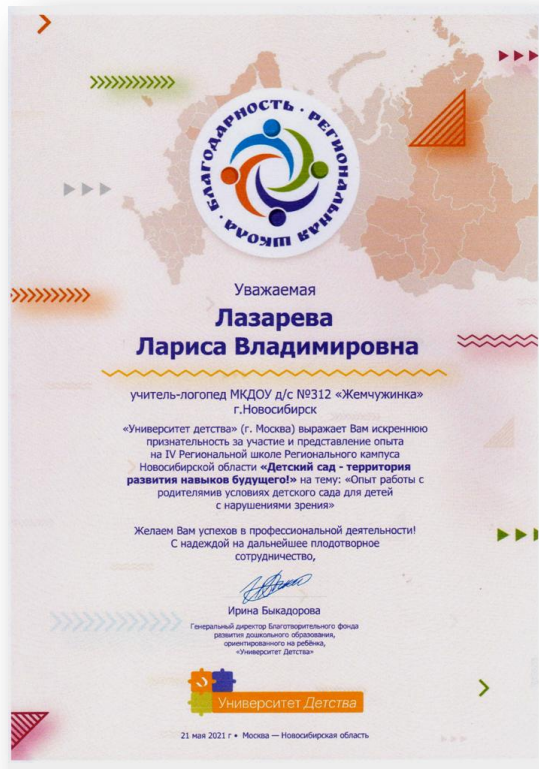 БЛАГОДАРНОСТЬ · РЕГИОНАЛЬНАЯ ШКОЛА ·
Уважаемая
Лазарева
Лариса Владимировна
учитель-логопед МКДОУ д/с №312 «Жемчужинка»
г.Новосибирск
«Университет детства» (г. Москва) выражает Вам искреннюю
признательность за участие и представление опыта
на IV Региональной школе Регионального кампуса
Новосибирской области «Детский сад - территория
развития навыков будущего!» на тему: «Опыт работы с
родителямив условиях детского сада для детей
с нарушениями зрения»
Желаем Вам успехов в профессиональной деятельности!
С надеждой на дальнейшее плодотворное
сотрудничество,
Ирина Быкадорова
Генеральный директор Благотворительного фонда
развития дошкольного образования,
ориентированного на ребёнка,
«Университет Детства»
Университет Детства
21 мая 2021 г • Москва — Новосибирская область